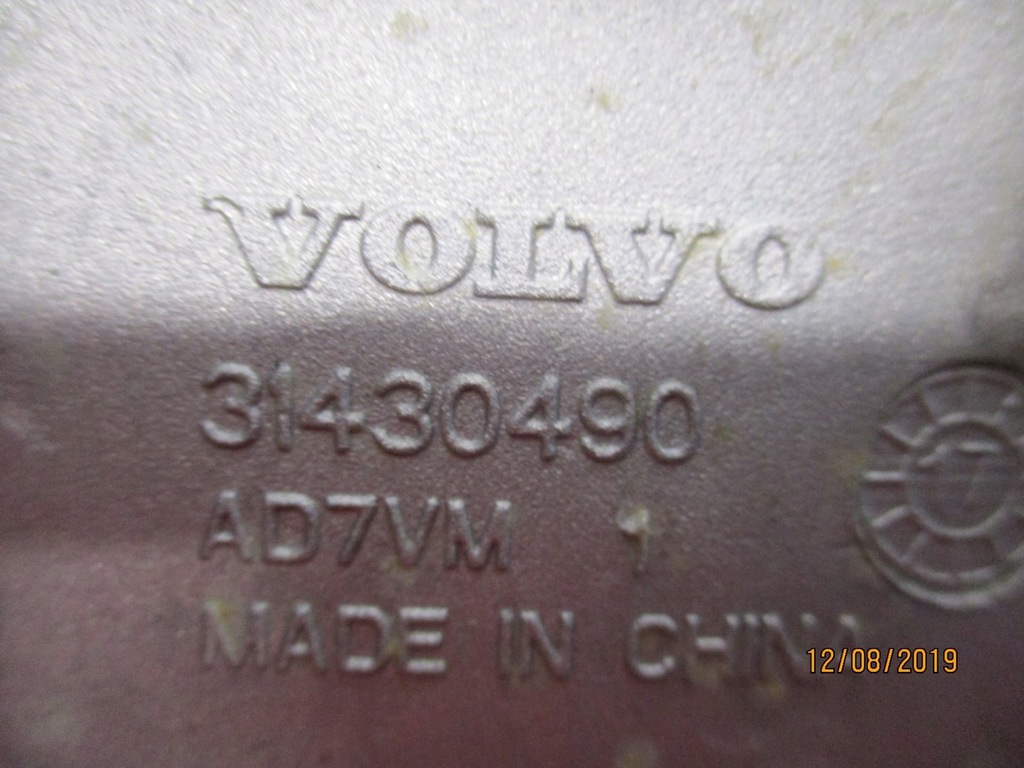 VOLVO
31430490
AD7VM 1
MADE IN CHINA
12/08/2019